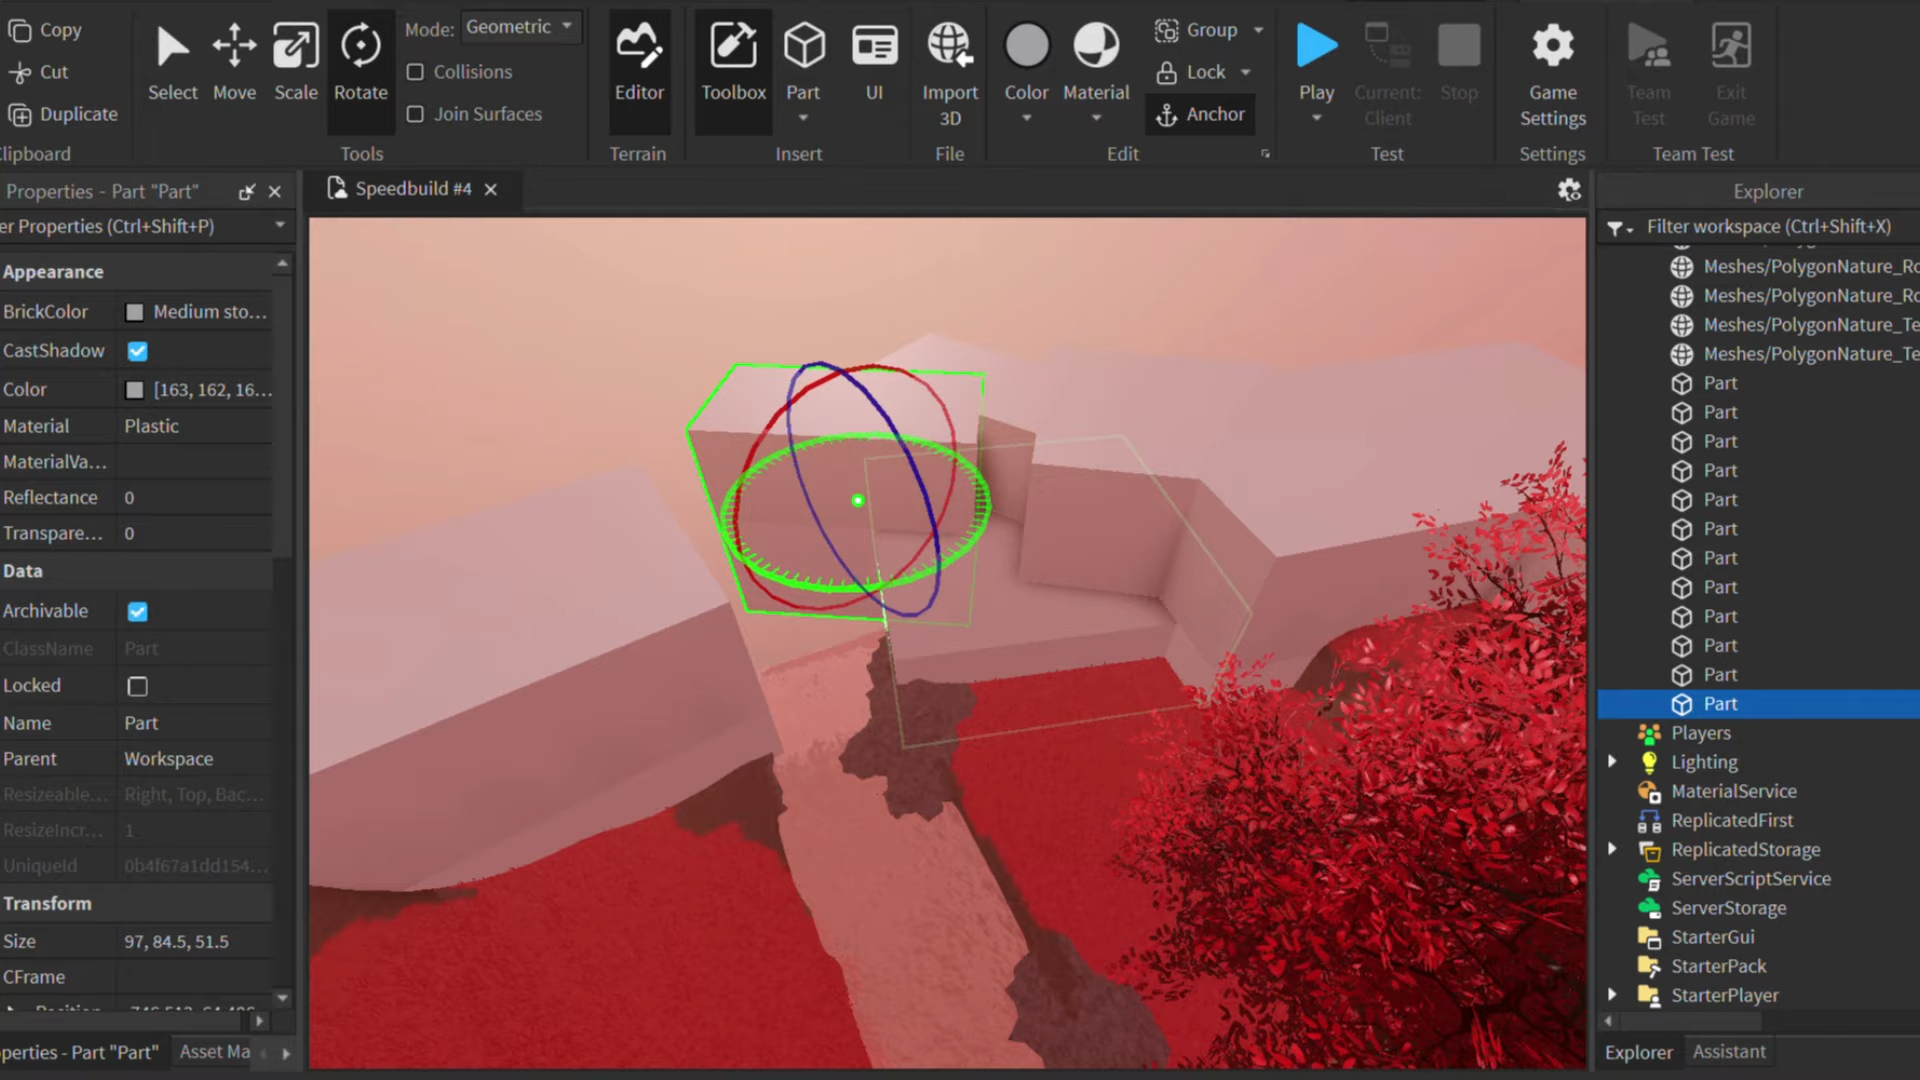 Copy
Cut
Duplicate
Clipboard
Select
Move
Scale
Rotate
Mode: Geometric
Collisions
Join Surfaces
Tools
Editor
Terrain
Toolbox
Part
UI
Insert
Import
3D
File
Color
Material
Group
Lock
Anchor
Edit
Play
Current:
Client
Stop
Test
Game
Settings
Settings
Team
Test
Exit
Game
Team Test
Properties - Part "Part"
er Properties (Ctrl+Shift+P)
Appearance
BrickColor Medium sto...
CastShadow
Color [163, 162, 16...
Material Plastic
MaterialVa...
Reflectance 0
Transpare... 0
Data
Archivable
ClassName Part
Locked
Name Part
Parent Workspace
Resizeable... Right, Top, Bac...
ResizeIncr... 1
UniqueId 0b4f67a1dd154...
Transform
Size 97, 84.5, 51.5
CFrame
operties - Part "Part"
Asset Ma
Speedbuild #4
Explorer
Filter workspace (Ctrl+Shift+X)
Meshes/PolygonNature_Ro
Meshes/PolygonNature_Ro
Meshes/PolygonNature_Te
Meshes/PolygonNature_Te
Part
Part
Part
Part
Part
Part
Part
Part
Part
Part
Part
Part
Players
Lighting
MaterialService
ReplicatedFirst
ReplicatedStorage
ServerScriptService
ServerStorage
StarterGui
StarterPack
StarterPlayer
Explorer
Assistant